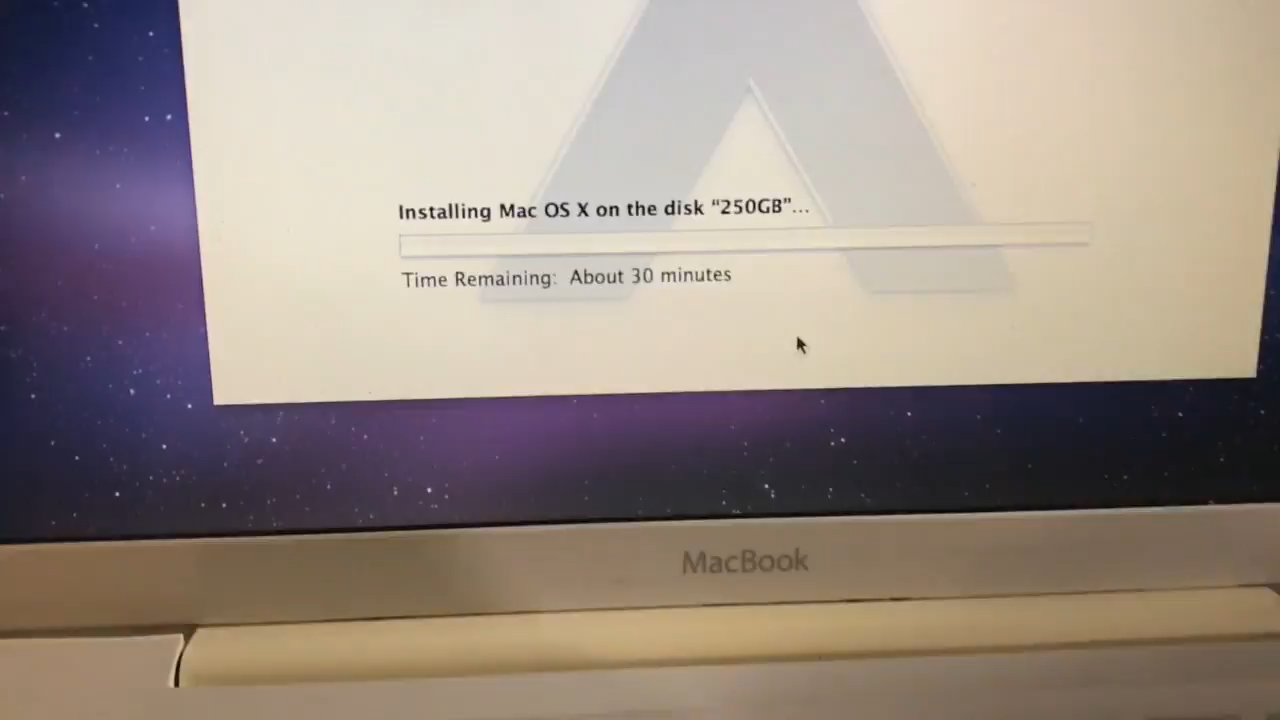 Installing Mac OS X on the disk “250GB”...
Time Remaining: About 30 minutes
MacBook